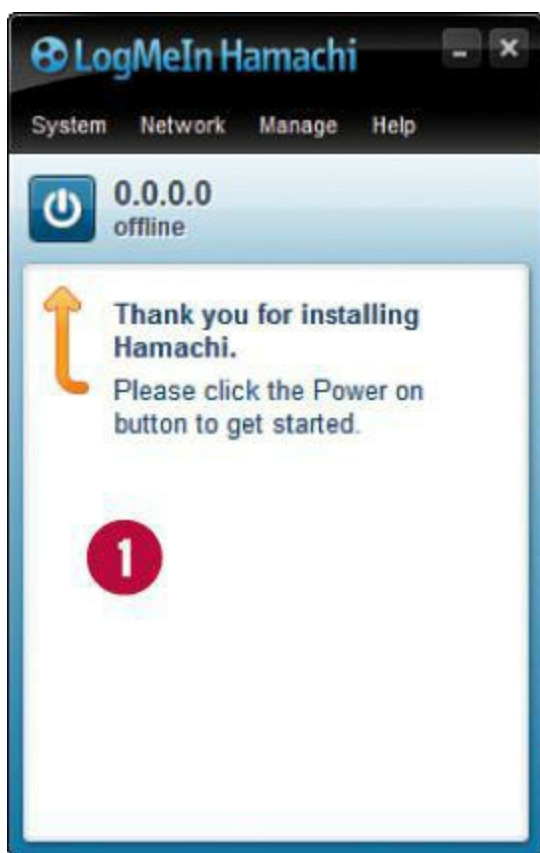 LogMeIn Hamachi
System Network Manage Help
0.0.0.0
offline
Thank you for installing
Hamachi.
Please click the Power on
button to get started.
1